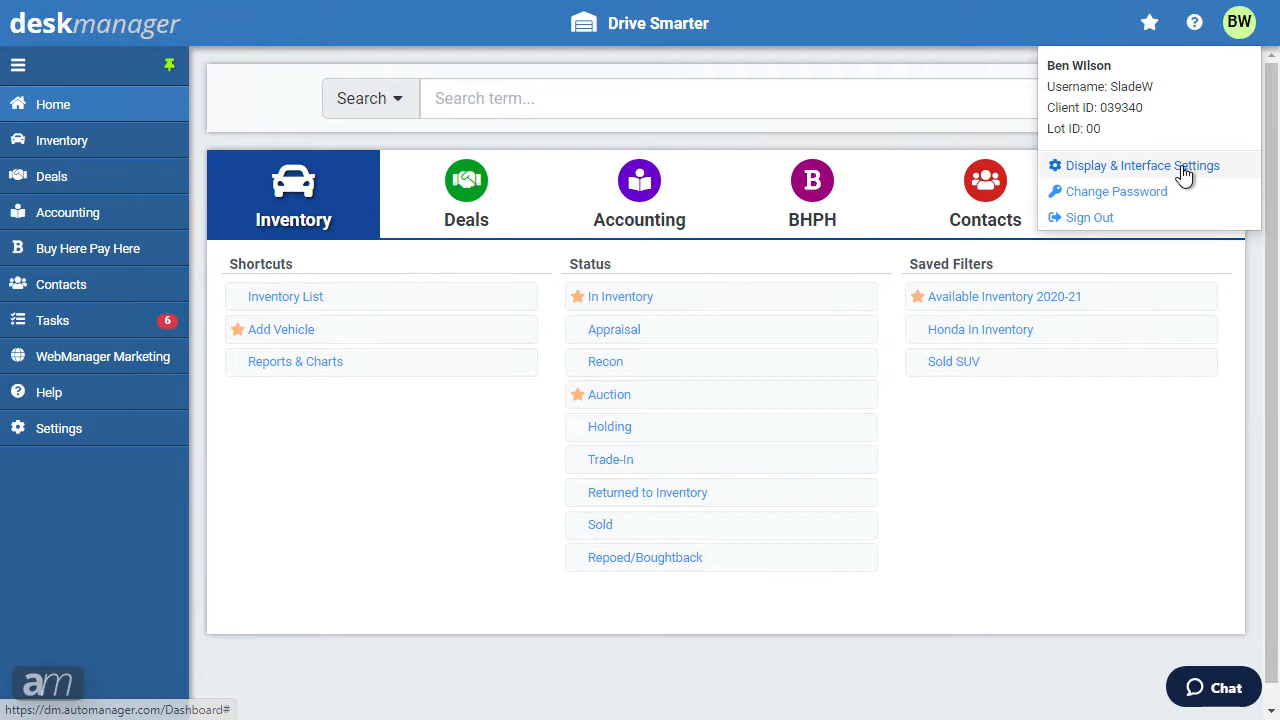 deskmanager
Drive Smarter
BW
Ben WIlson
Username: SladeW
Client ID: 039340
Lot ID: 00
Display & Interface Settings
Change Password
Sign Out
Home
Inventory
Deals
Accounting
Buy Here Pay Here
Contacts
Tasks 6
WebManager Marketing
Help
Settings
Search
Search term...
Inventory
Deals
Accounting
BHPH
Contacts
Shortcuts
Inventory List
Add Vehicle
Reports & Charts
Status
In Inventory
Appraisal
Recon
Auction
Holding
Trade-In
Returned to Inventory
Sold
Repoed/Boughtback
Saved Filters
Available Inventory 2020-21
Honda In Inventory
Sold SUV
am
https://dm.automanager.com/Dashboard#
Chat